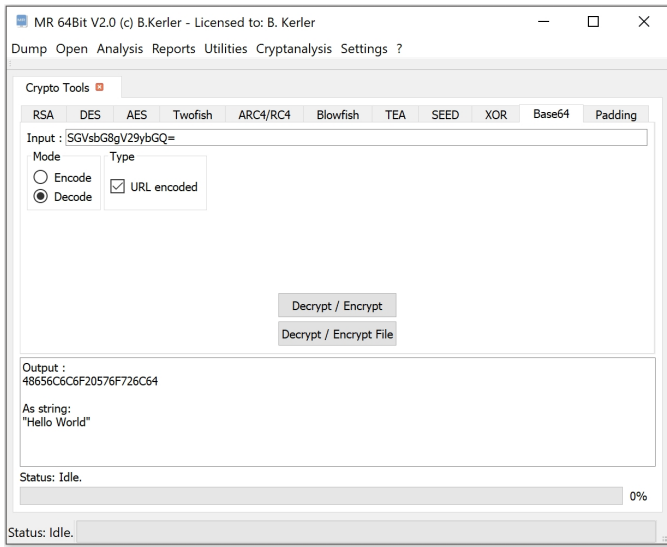 MR 64Bit V2.0 (c) B.Kerler - Licensed to: B. Kerler
Dump Open Analysis Reports Utilities Cryptanalysis Settings ?
Crypto Tools
RSA DES AES Twofish ARC4/RC4 Blowfish TEA SEED XOR Base64 Padding
Input : SGVsbG8gV29ybGQ=
Mode Type
Encode
URL encoded
Decode
Decrypt / Encrypt
Decrypt / Encrypt File
Output :
48656C6C6F20576F726C64
As string:
"Hello World"
Status: Idle.
0%
Status: Idle.